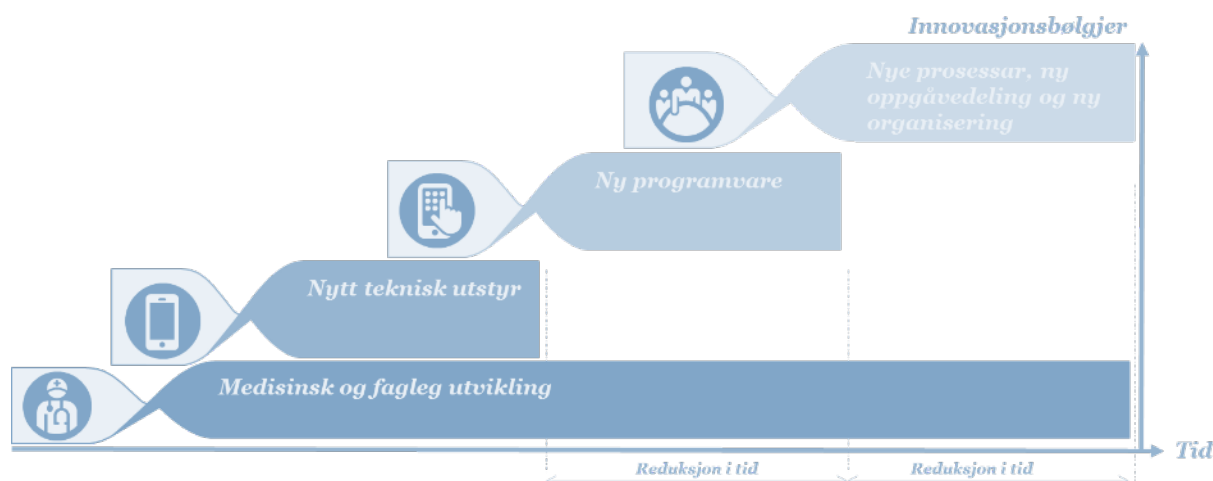 Innovasjonsbølgjer
Nye prosessar, ny
oppgåvedeling og ny
organisering
Ny programvare
Nytt teknisk utstyr
Medisinsk og fagleg utvikling
Tid
Reduksjon i tid
Reduksjon i tid